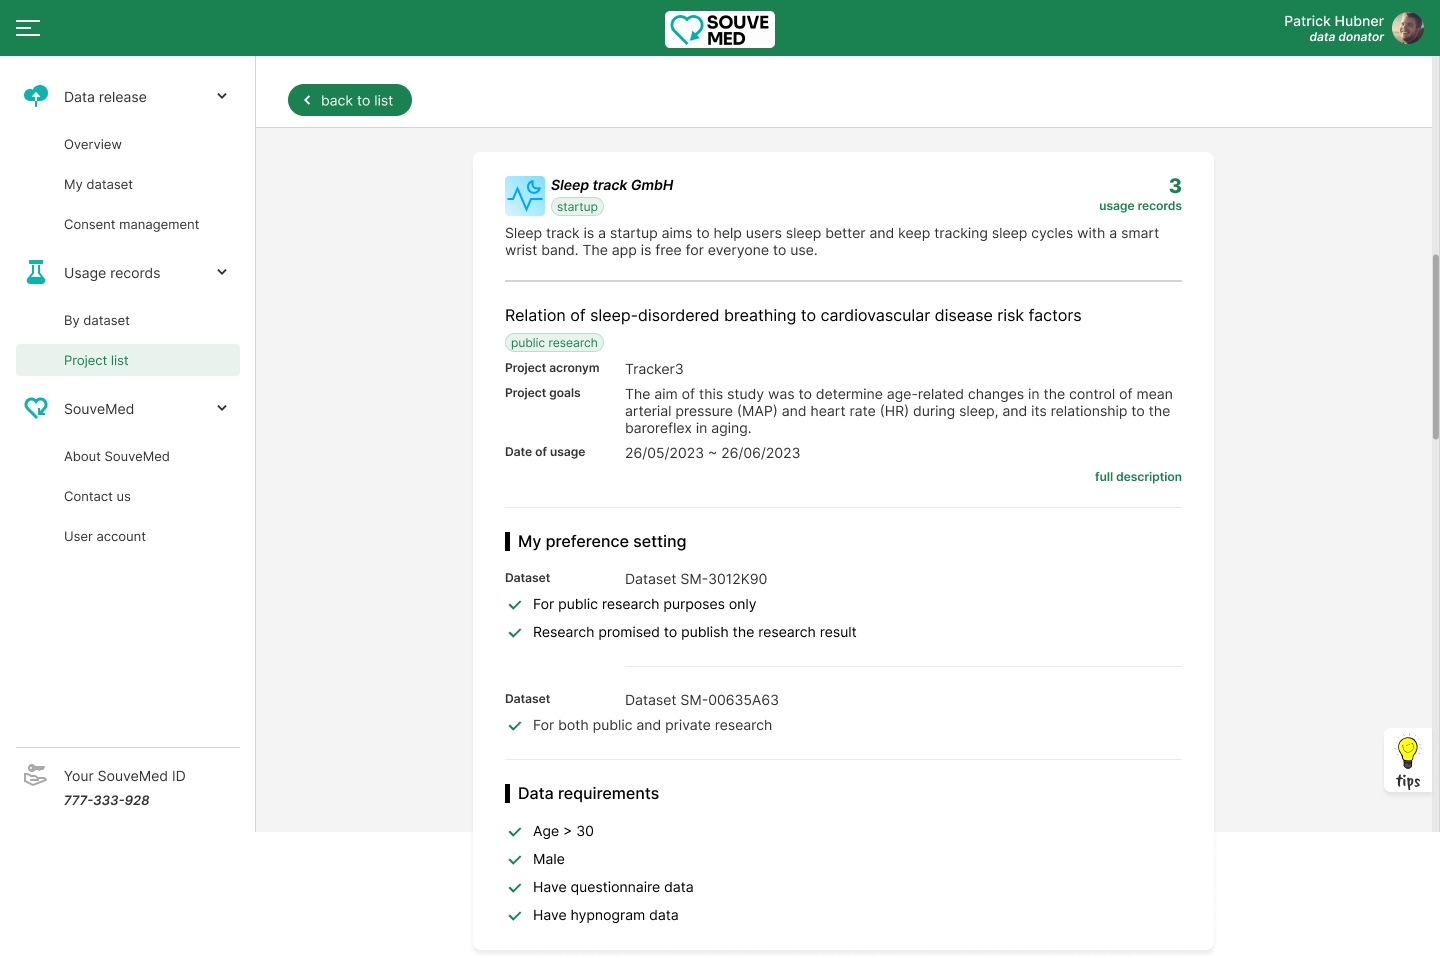 SOUVE
MED
Patrick Hubner
data donator
Data release
Overview
My dataset
Consent management
Usage records
By dataset
Project list
SouveMed
About SouveMed
Contact us
User account
Your SouveMed ID
777-333-928
back to list
Sleep track GmbH
startup
3
usage records
Sleep track is a startup aims to help users sleep better and keep tracking sleep cycles with a smart
wrist band. The app is free for everyone to use.
Relation of sleep-disordered breathing to cardiovascular disease risk factors
public research
Project acronym Tracker3
Project goals The aim of this study was to determine age-related changes in the control of mean
arterial pressure (MAP) and heart rate (HR) during sleep, and its relationship to the
baroreflex in aging.
Date of usage 26/05/2023 ~ 26/06/2023
full description
My preference setting
Dataset Dataset SM-3012K90
For public research purposes only
Research promised to publish the research result
Dataset Dataset SM-00635A63
For both public and private research
Data requirements
Age > 30
Male
Have questionnaire data
Have hypnogram data
tips